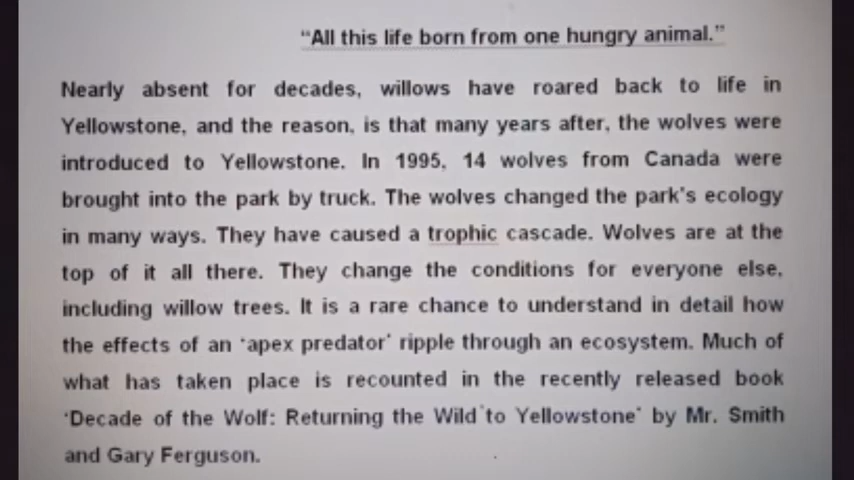 “All this life born from one hungry animal.”
Nearly absent for decades, willows have roared back to life in
Yellowstone, and the reason, is that many years after, the wolves were
introduced to Yellowstone. In 1995, 14 wolves from Canada were
brought into the park by truck. The wolves changed the park's ecology
in many ways. They have caused a trophic cascade. Wolves are at the
top of it all there. They change the conditions for everyone else,
including willow trees. It is a rare chance to understand in detail how
the effects of an ‘apex predator’ ripple through an ecosystem. Much of
what has taken place is recounted in the recently released book
‘Decade of the Wolf: Returning the Wild to Yellowstone’ by Mr. Smith
and Gary Ferguson.